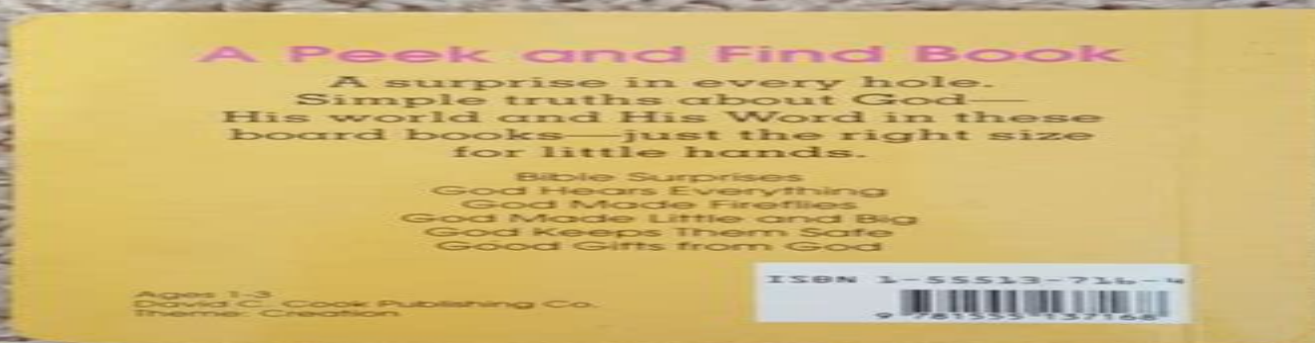 A Peek and Find Book
A surprise in every hole.
Simple truths about God—
His world and His Word in these
board books—just the right size
for little hands.
Bible Surprises
God Hears Everything
God Made Fireflies
God Made Little and Big
God Keeps Them Safe
Good Gifts from God
Ages 1-3
David C. Cook Publishing Co.
Theme: Creation
ISBN 1-55513-716-4
9 781555 137168